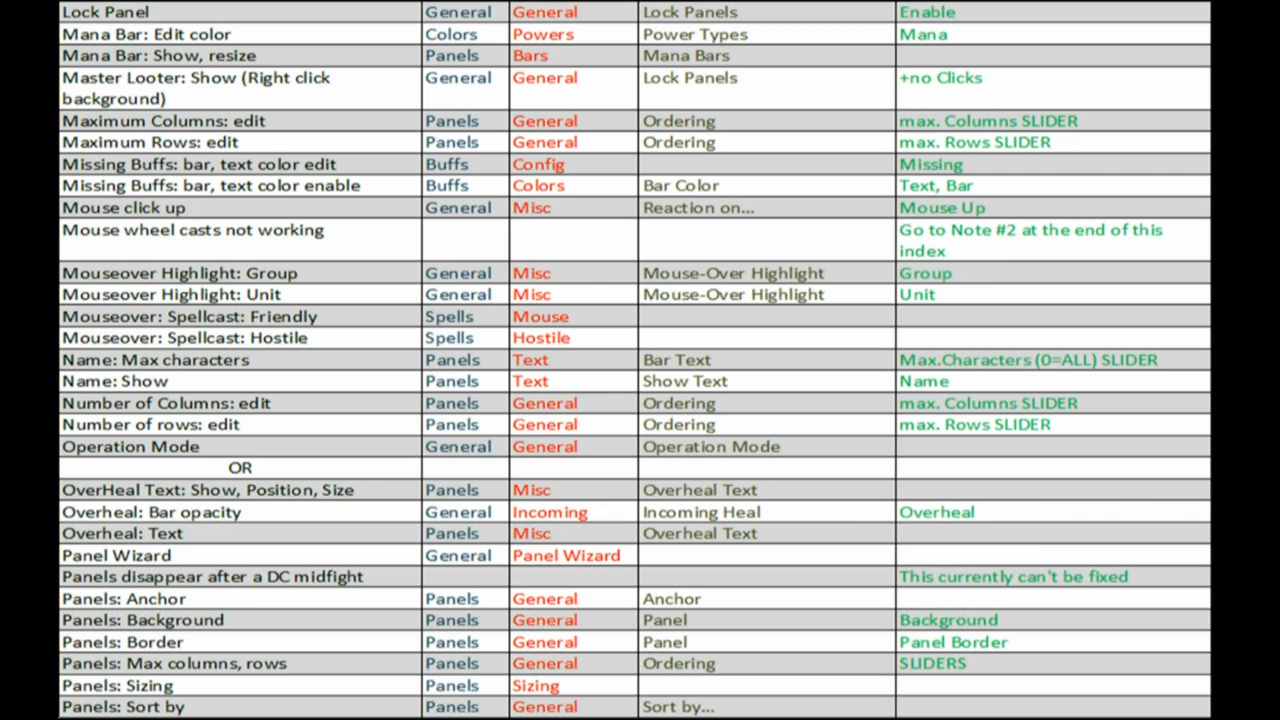 Lock Panel General General Lock Panels Enable
Mana Bar: Edit color Colors Powers Power Types Mana
Mana Bar: Show, resize Panels Bars Mana Bars
Master Looter: Show (Right click General General Lock Panels +no Clicks
background)
Maximum Columns: edit Panels General Ordering max. Columns SLIDER
Maximum Rows: edit Panels General Ordering max. Rows SLIDER
Missing Buffs: bar, text color edit Buffs Config Missing
Missing Buffs: bar, text color enable Buffs Colors Bar Color Text, Bar
Mouse click up General Misc Reaction on... Mouse Up
Mouse wheel casts not working Go to Note #2 at the end of this
index
Mouseover Highlight: Group General Misc Mouse-Over Highlight Group
Mouseover Highlight: Unit General Misc Mouse-Over Highlight Unit
Mouseover: Spellcast: Friendly Spells Mouse
Mouseover: Spellcast: Hostile Spells Hostile
Name: Max characters Panels Text Bar Text Max.Characters (0=ALL) SLIDER
Name: Show Panels Text Show Text Name
Number of Columns: edit Panels General Ordering max. Columns SLIDER
Number of rows: edit Panels General Ordering max. Rows SLIDER
Operation Mode General General Operation Mode
OR
OverHeal Text: Show, Position, Size Panels Misc Overheal Text
Overheal: Bar opacity General Incoming Incoming Heal Overheal
Overheal: Text Panels Misc Overheal Text
Panel Wizard General Panel Wizard
Panels disappear after a DC midfight This currently can't be fixed
Panels: Anchor Panels General Anchor
Panels: Background Panels General Panel Background
Panels: Border Panels General Panel Panel Border
Panels: Max columns, rows Panels General Ordering SLIDERS
Panels: Sizing Panels Sizing
Panels: Sort by Panels General Sort by...